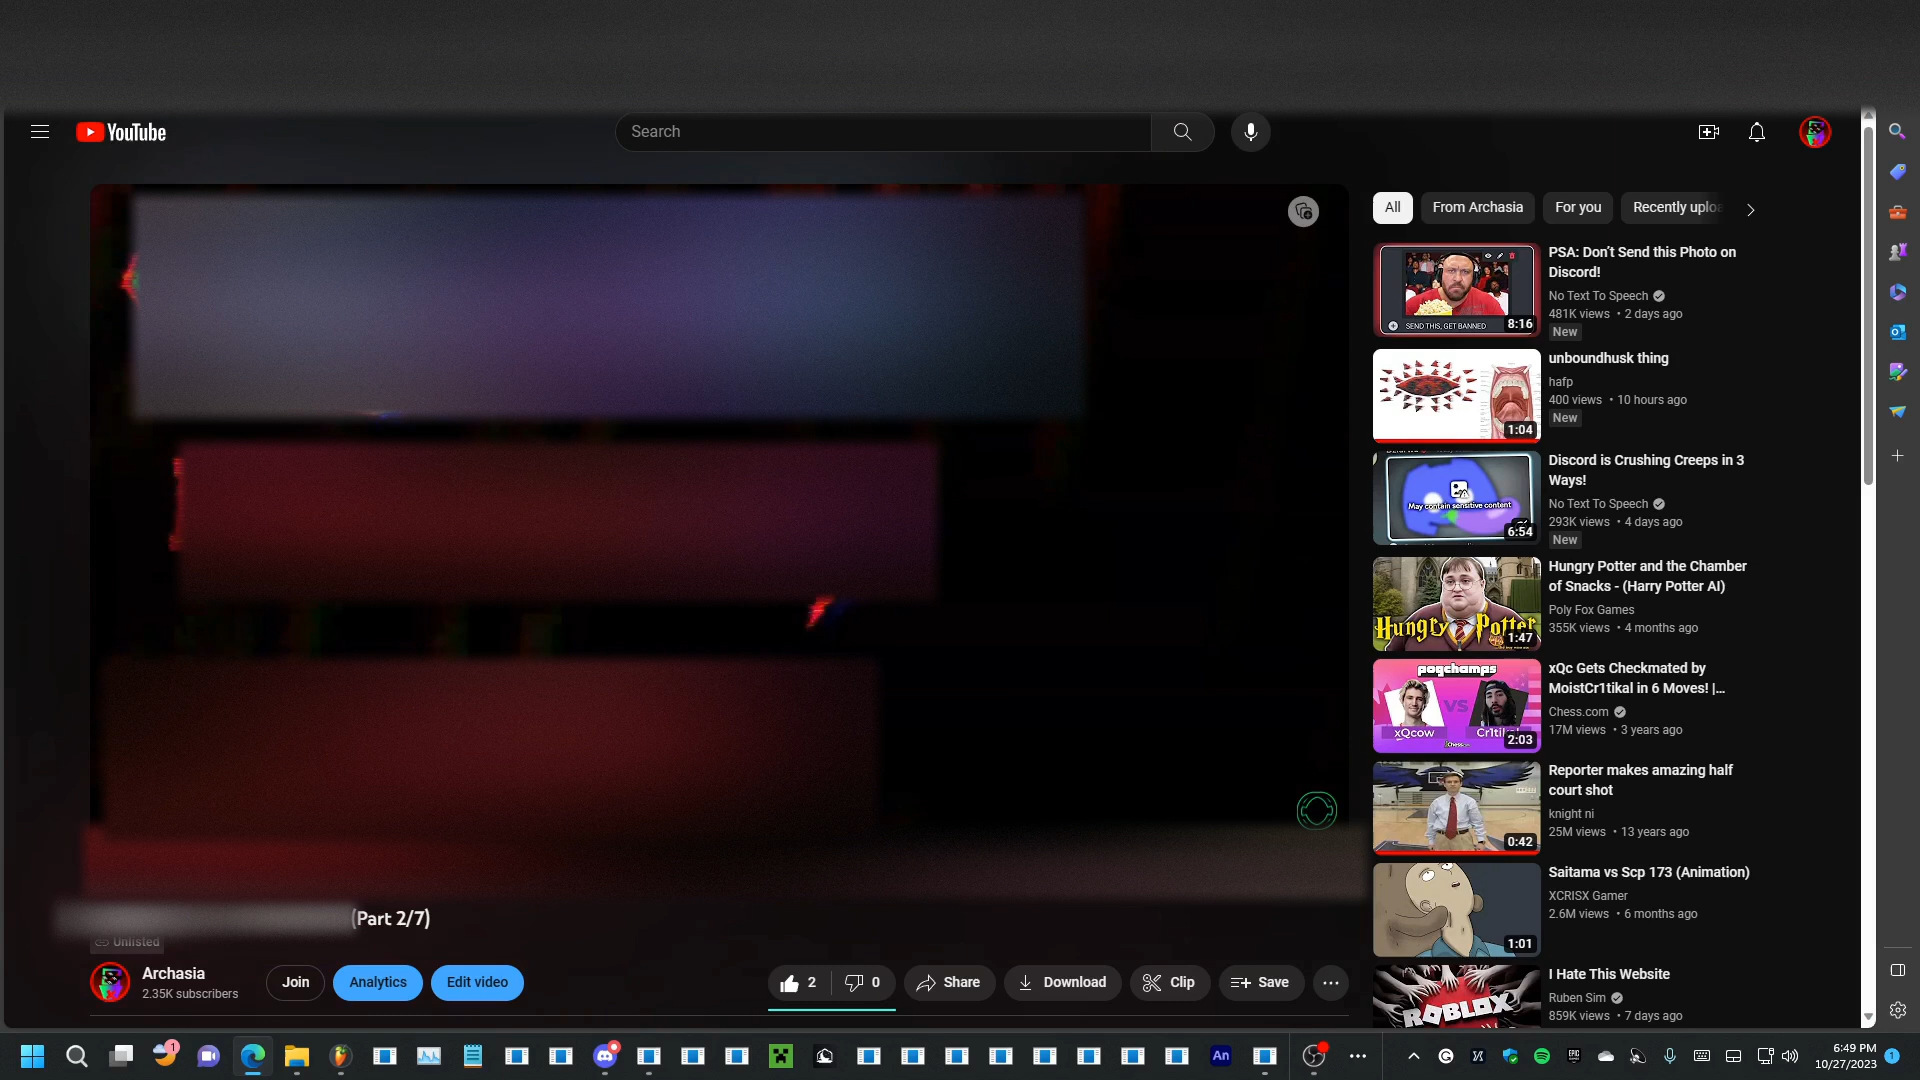 YouTube
Search
All
From Archasia
For you
Recently uploa
PSA: Don't Send this Photo on
Discord!
No Text To Speech
481K views • 2 days ago
New
SEND THIS, GET BANNED
8:16
unboundhusk thing
hafp
400 views • 10 hours ago
New
1:04
Discord is Crushing Creeps in 3
Ways!
No Text To Speech
293K views • 4 days ago
New
May contain sensitive content
6:54
Hungry Potter and the Chamber
of Snacks - (Harry Potter AI)
Poly Fox Games
355K views • 4 months ago
Hungry Potter
1:47
xQc Gets Checkmated by
MoistCr1tikal in 6 Moves! |...
Chess.com
17M views • 3 years ago
pogchamps
VS
xQcow
2:03
Reporter makes amazing half
court shot
knight ni
25M views • 13 years ago
0:42
Saitama vs Scp 173 (Animation)
XCRISX Gamer
2.6M views • 6 months ago
1:01
I Hate This Website
Ruben Sim
859K views • 7 days ago
ROBLOX
(Part 2/7)
Unlisted
Archasia
2.35K subscribers
Join
Analytics
Edit video
2
0
Share
Download
Clip
Save
1
An
6:49 PM
10/27/2023
1